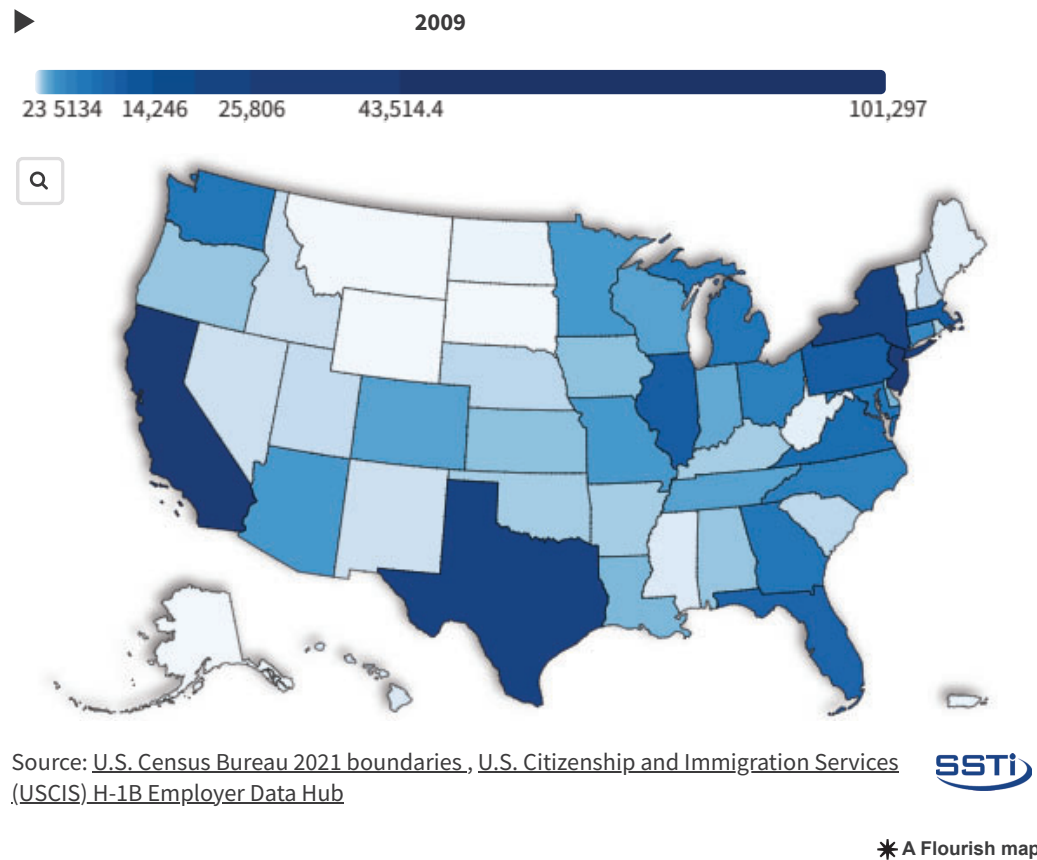 2009
23 5134 14,246 25,806 43,514.4 101,297
Source: U.S. Census Bureau 2021 boundaries , U.S. Citizenship and Immigration Services
(USCIS) H-1B Employer Data Hub
SSTi
A Flourish map